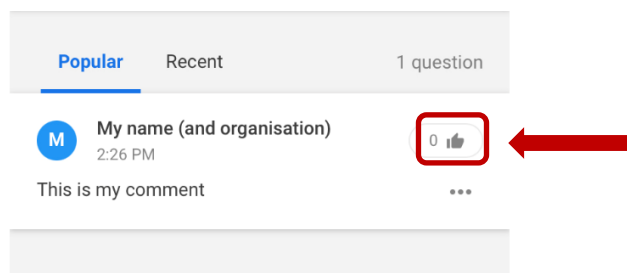 Popular Recent 1 question
M My name (and organisation) 0
2:26 PM
This is my comment